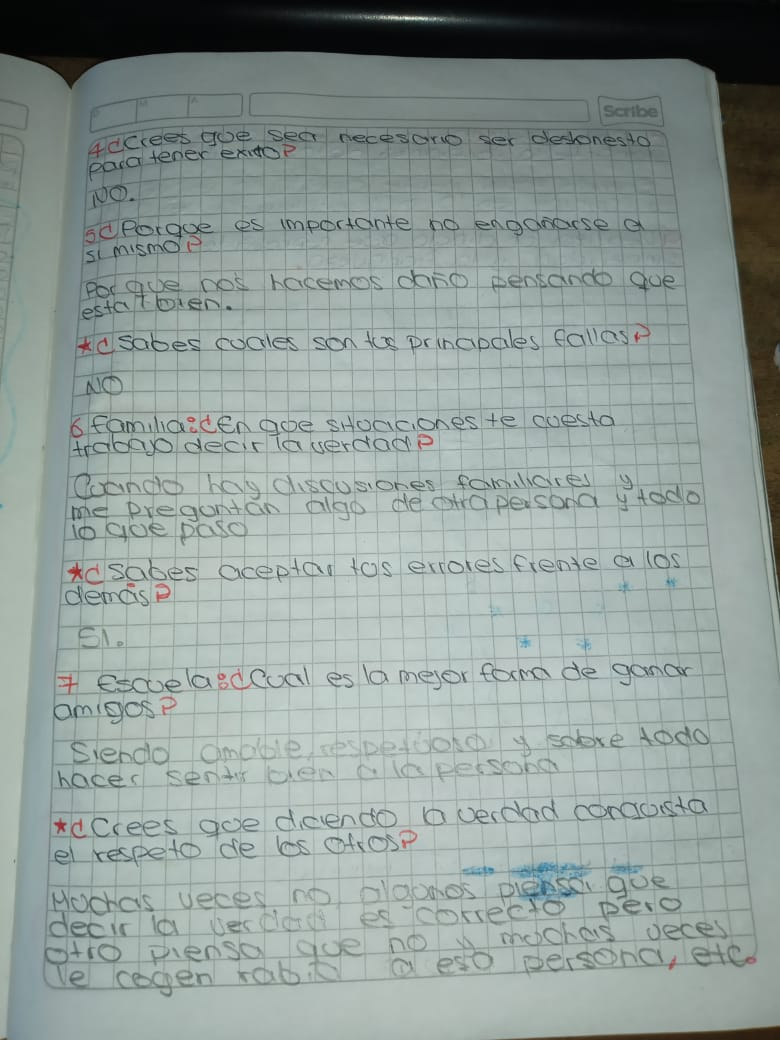 D M A
Scribe
4 ¿Crees que sea necesario ser deshonesto
para tener exito?
NO.
5 ¿Porque es importante no engañarse a
si mismo?
Por que nos hacemos daño pensando que
esta bien.
* ¿Sabes cuales son tus principales fallas?
NO
6 familia: ¿En que situaciones te cuesta
trabajo decir la verdad?
Cuando hay discusiones familiares y
me preguntan algo de otra persona y todo
lo que paso
* ¿Sabes aceptar tus errores frente a los
demás?
SI.
7 Escuela: ¿Cual es la mejor forma de ganar
amigos?
Siendo amable, respetuoso y sobre todo
hacer sentir bien a la persona
* ¿Crees que diciendo la verdad conquista
el respeto de los otros?
Muchas veces no algunos piensa que
decir la verdad es correcto pero
otro piensa que no y muchas veces
le cogen rabia a eso persona, etc.